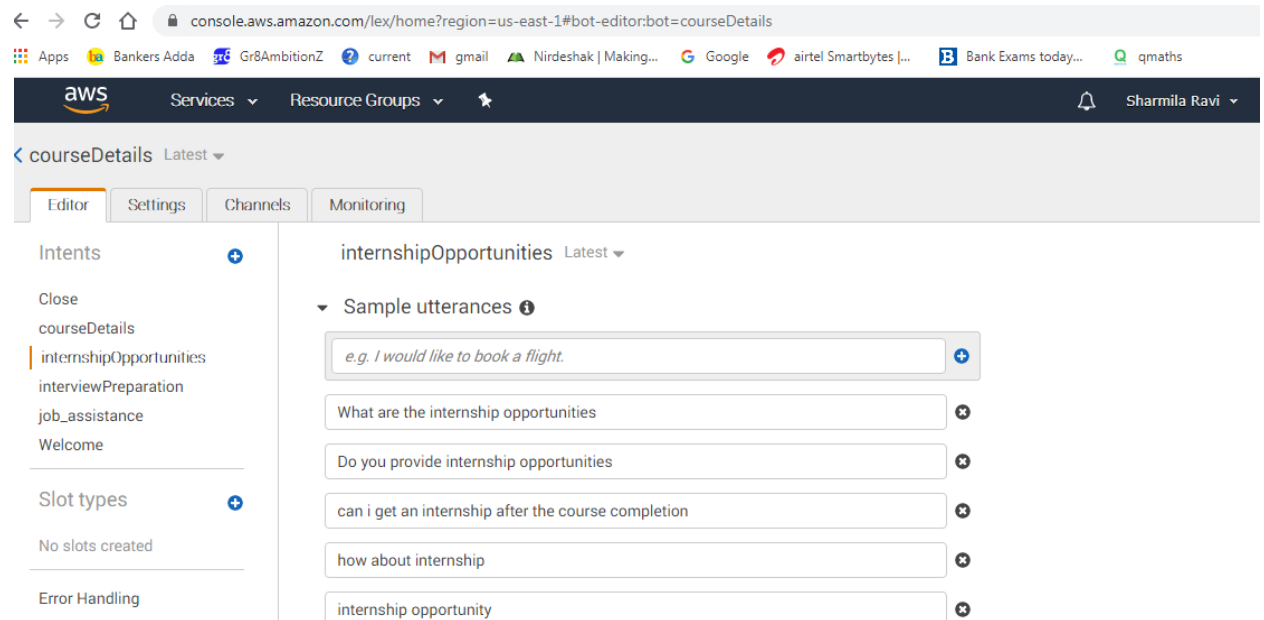 console.aws.amazon.com/lex/home?region=us-east-1#bot-editor:bot=courseDetails
Apps ba Bankers Adda gr8 Gr8AmbitionZ ? current M gmail Nirdeshak | Making... G Google airtel Smartbytes |... B Bank Exams today... Q qmaths
aws Services Resource Groups Sharmila Ravi
courseDetails Latest
Editor Settings Channels Monitoring
Intents
Close
courseDetails
internshipOpportunities
interviewPreparation
job_assistance
Welcome
Slot types
No slots created
Error Handling
internshipOpportunities Latest
Sample utterances
e.g. I would like to book a flight.
What are the internship opportunities
Do you provide internship opportunities
can i get an internship after the course completion
how about internship
internship opportunity